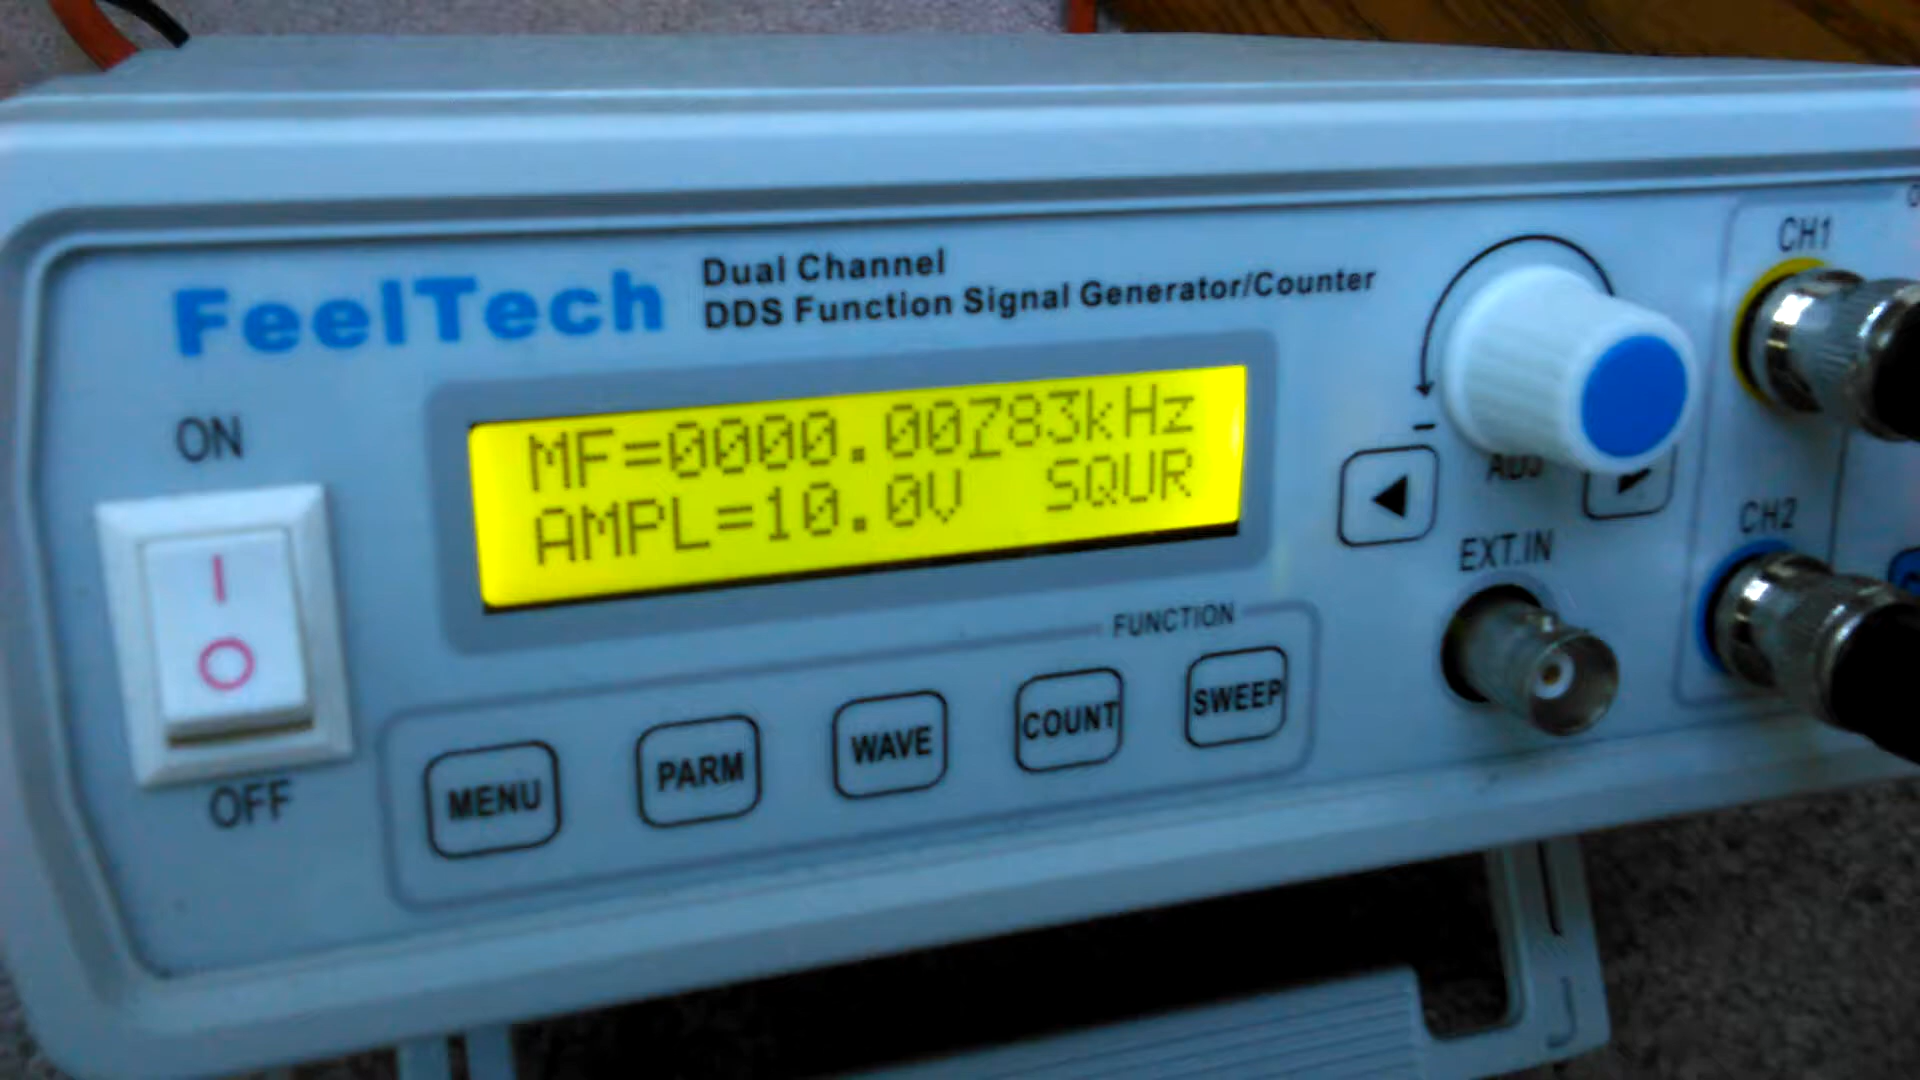 FeelTech
Dual Channel
DDS Function Signal Generator/Counter
CH1
ON
MF=0000.00783kHz
AMPL=10.0V SQUR
–
ADJ
CH2
EXT.IN
I
O
FUNCTION
MENU
PARM
WAVE
COUNT
SWEEP
OFF